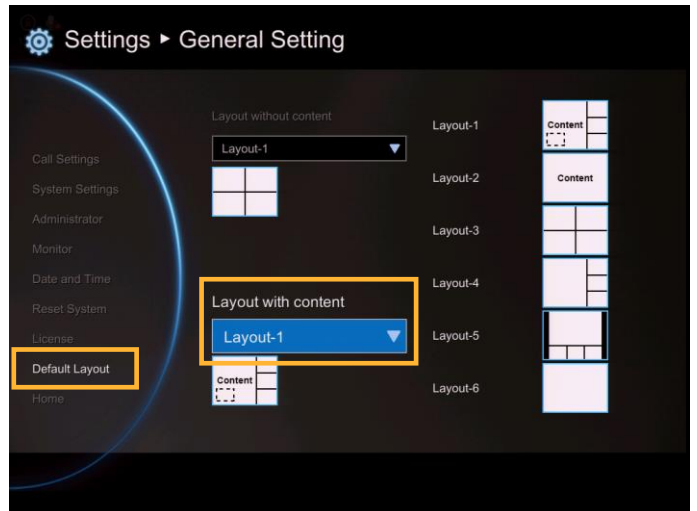 Settings ▸ General Setting
Call Settings
System Settings
Administrator
Monitor
Date and Time
Reset System
License
Default Layout
Home
Layout without content
Layout-1
Layout with content
Layout-1
Content
Layout-1
Content
Layout-2
Content
Layout-3
Layout-4
Layout-5
Layout-6